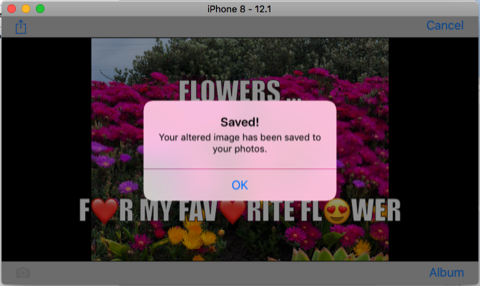 iPhone 8 - 12.1
Cancel
FLOWERS ...
Saved!
Your altered image has been saved to
your photos.
OK
F❤️R MY FAV❤️RITE FL😍WER
Album